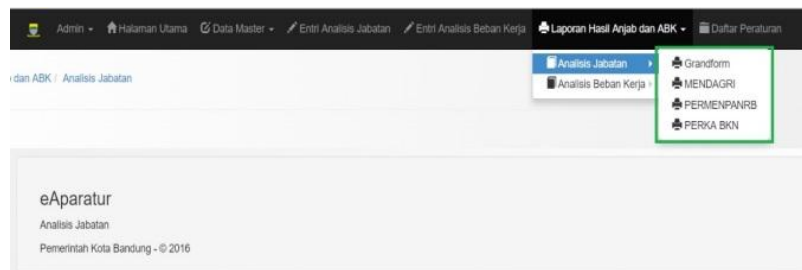 Admin Halaman Utama Data Master Entri Analisis Jabatan Entri Analisis Beban Kerja Laporan Hasil Anjab dan ABK Daftar Peraturan
dan ABK / Analisis Jabatan
Analisis Jabatan
Analisis Beban Kerja
Grandform
MENDAGRI
PERMENPANRB
PERKA BKN
eAparatur
Analisis Jabatan
Pemerintah Kota Bandung - © 2016